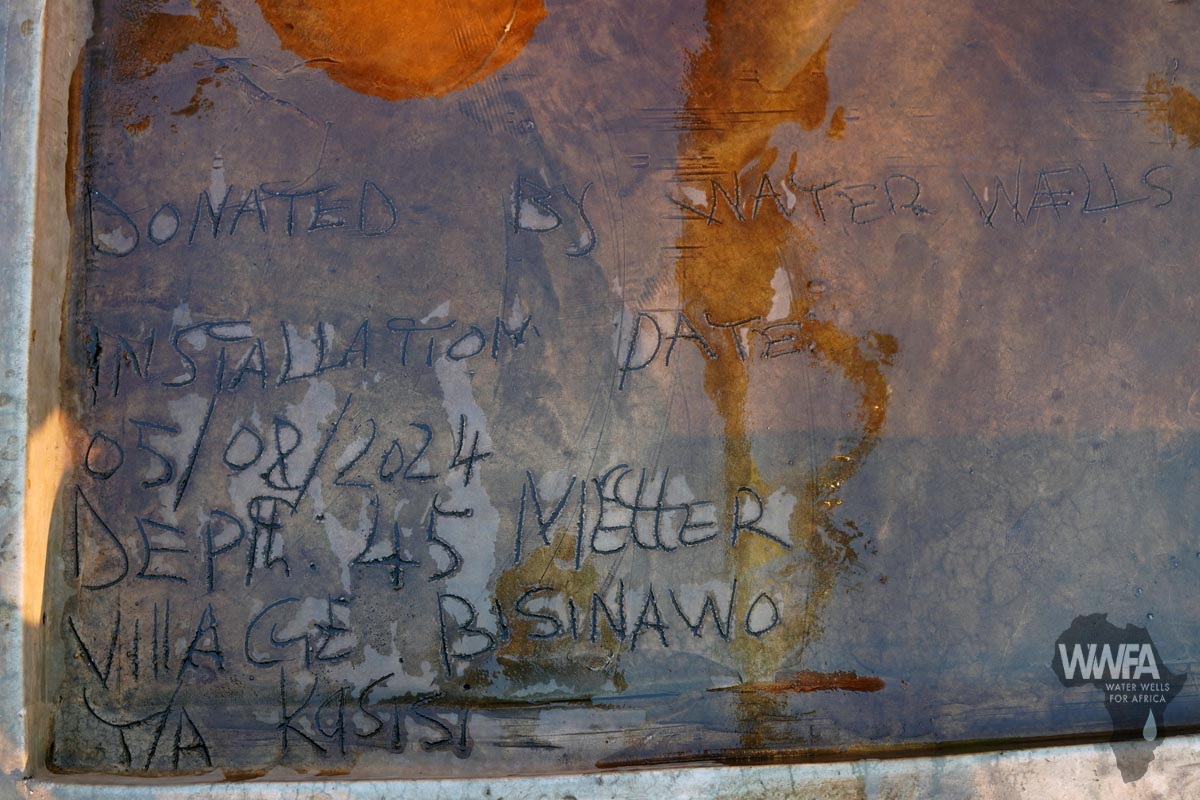 DONATED BY WATER WELLS
INSTALLATION DATE
05/08/2024
DEPTH. 45 METTER
VILLAGE BISINAWO
T/A KASISI
WWFA
WATER WELLS
FOR AFRICA